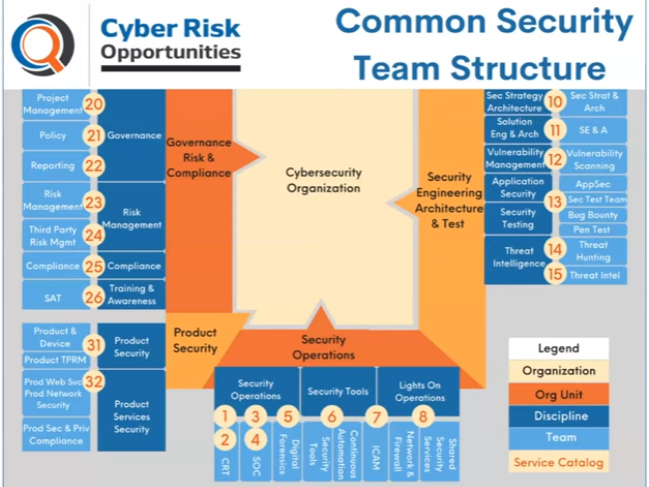 Cyber Risk
Opportunities
Common Security
Team Structure
Project
Management
20
Policy
21
Governance
Reporting
22
Risk
Management
23
Risk
Management
Third Party
Risk Mgmt
24
Compliance
25
Compliance
SAT
26
Training &
Awareness
Governance
Risk &
Compliance
Cybersecurity
Organization
Security
Engineering
Architecture
& Test
Sec Strategy
Architecture
10
Sec Strat &
Arch
Solution
Eng & Arch
11
SE & A
Vulnerability
Management
12
Vulnerability
Scanning
Application
Security
13
AppSec
Sec Test Team
Security
Testing
Bug Bounty
Pen Test
Threat
Intelligence
14
Threat
Hunting
15
Threat Intel
Product &
Device
31
Product
Security
Product TPRM
Prod Web Svc
Prod Network
Security
32
Product
Services
Security
Prod Sec & Priv
Compliance
Product
Security
Security
Operations
Security
Operations
Security Tools
Lights On
Operations
1
3
5
6
7
8
2
4
CRT
SOC
Digital
Forensics
Security
Tools
Continuous
Automation
ICAM
Network &
Firewall
Shared
Security
Services
Legend
Organization
Org Unit
Discipline
Team
Service Catalog